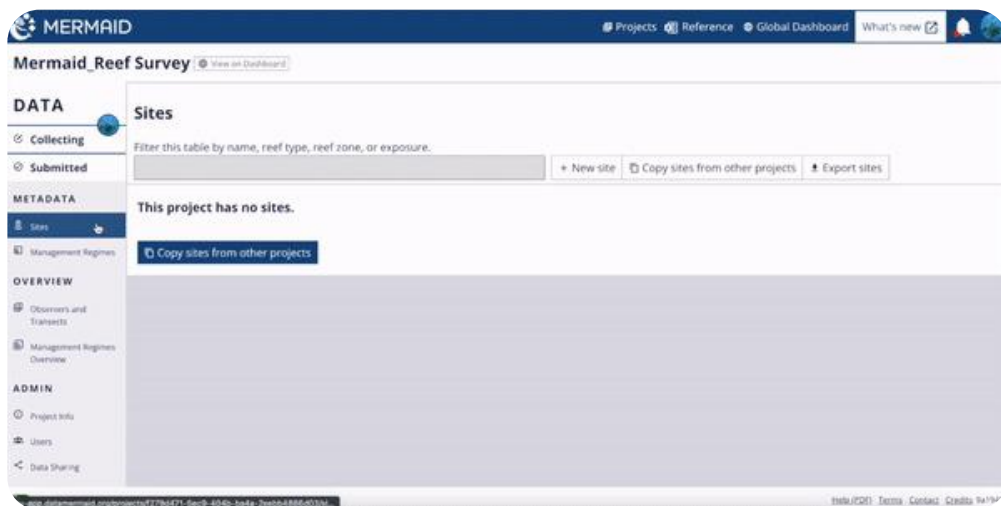 MERMAID
Projects Reference Global Dashboard What's new
Mermaid_Reef Survey View on Dashboard
DATA
Collecting
Submitted
METADATA
Sites
Management Regimes
OVERVIEW
Observers and
Transects
Management Regimes
Overview
ADMIN
Project Info
Users
Data Sharing
Sites
Filter this table by name, reef type, reef zone, or exposure.
+ New site Copy sites from other projects Export sites
This project has no sites.
Copy sites from other projects
Help (PDF) Terms Contact Credits